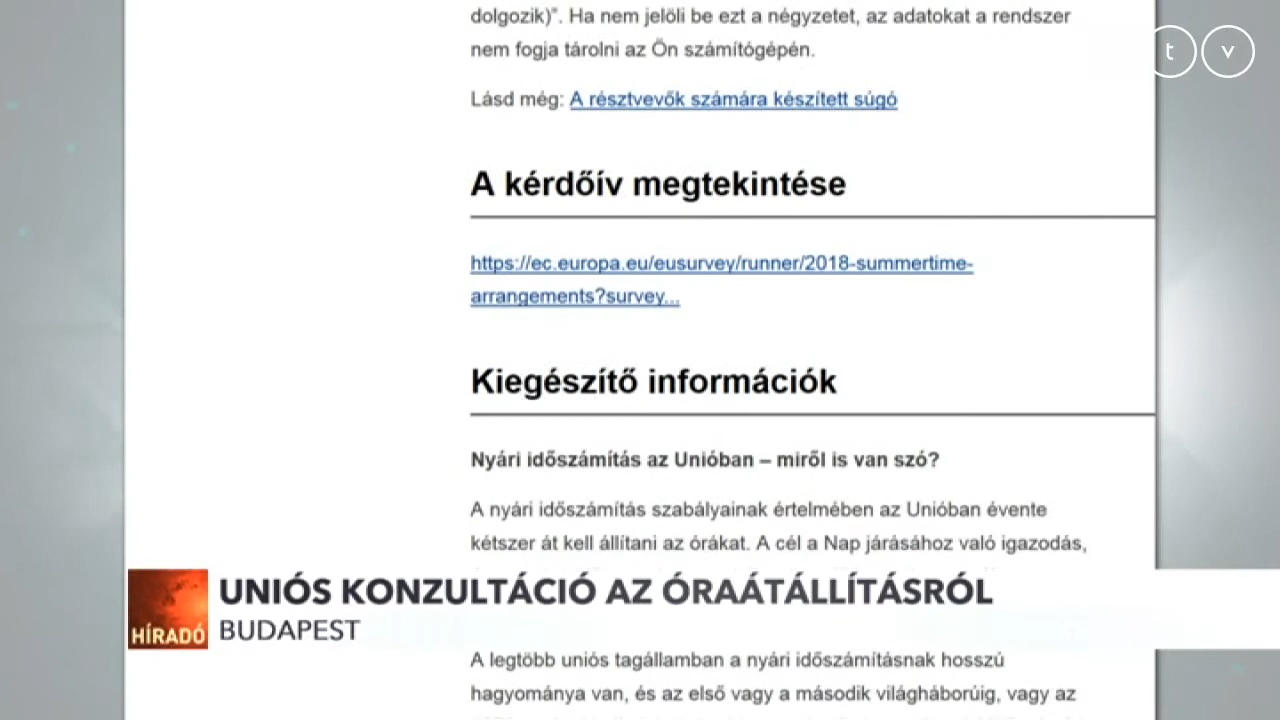 dolgozik)". Ha nem jelöli be ezt a négyzetet, az adatokat a rendszer
nem fogja tárolni az Ön számítógépén.
t v
Lásd még: A résztvevők számára készített súgó
A kérdőív megtekintése
https://ec.europa.eu/eusurvey/runner/2018-summertime-
arrangements?survey...
Kiegészítő információk
Nyári időszámítás az Unióban – miről is van szó?
A nyári időszámítás szabályainak értelmében az Unióban évente
kétszer át kell állítani az órákat. A cél a Nap járásához való igazodás,
UNIÓS KONZULTÁCIÓ AZ ÓRAÁTÁLLÍTÁSRÓL
HÍRADÓ
BUDAPEST
A legtöbb uniós tagállamban a nyári időszámításnak hosszú
hagyománya van, és az első vagy a második világháborúig, vagy az